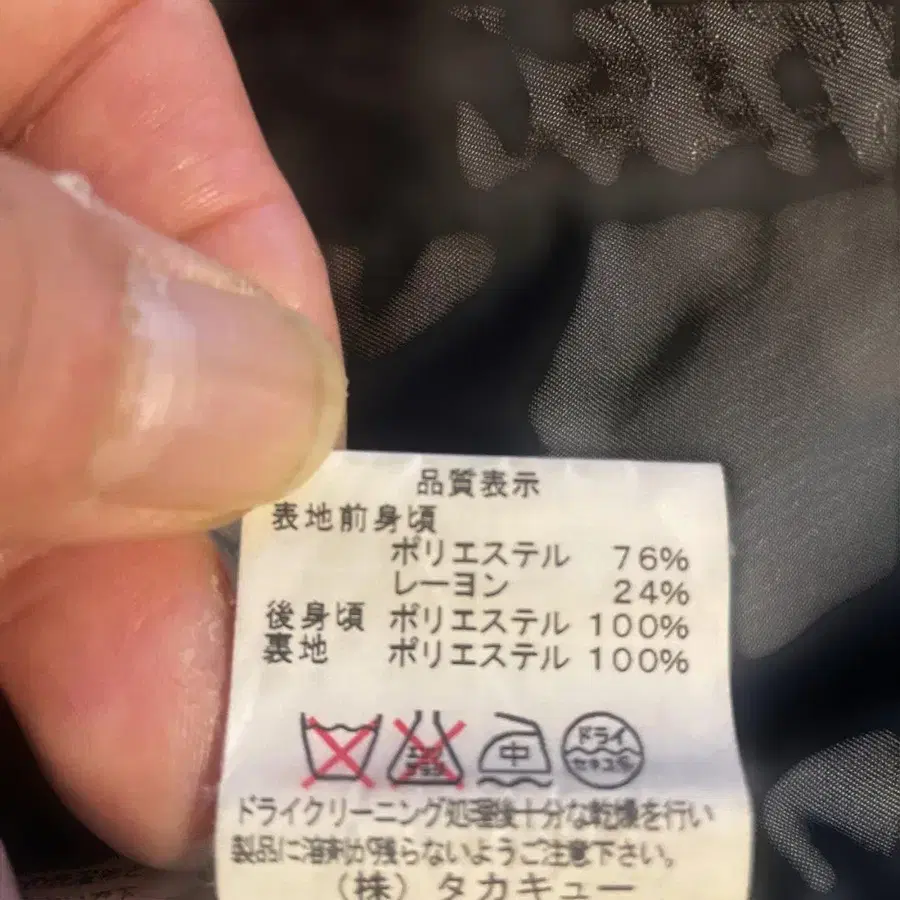 品質表示
表地前身頃
ポリエステル 76%
レーヨン 24%
後身頃 ポリエステル 100%
裏地 ポリエステル 100%
中 ドライ セキユ系
ドライクリーニング処理後十分な乾燥を行い
製品に溶剤が残らないようご注意下さい。
(株)タカキュー